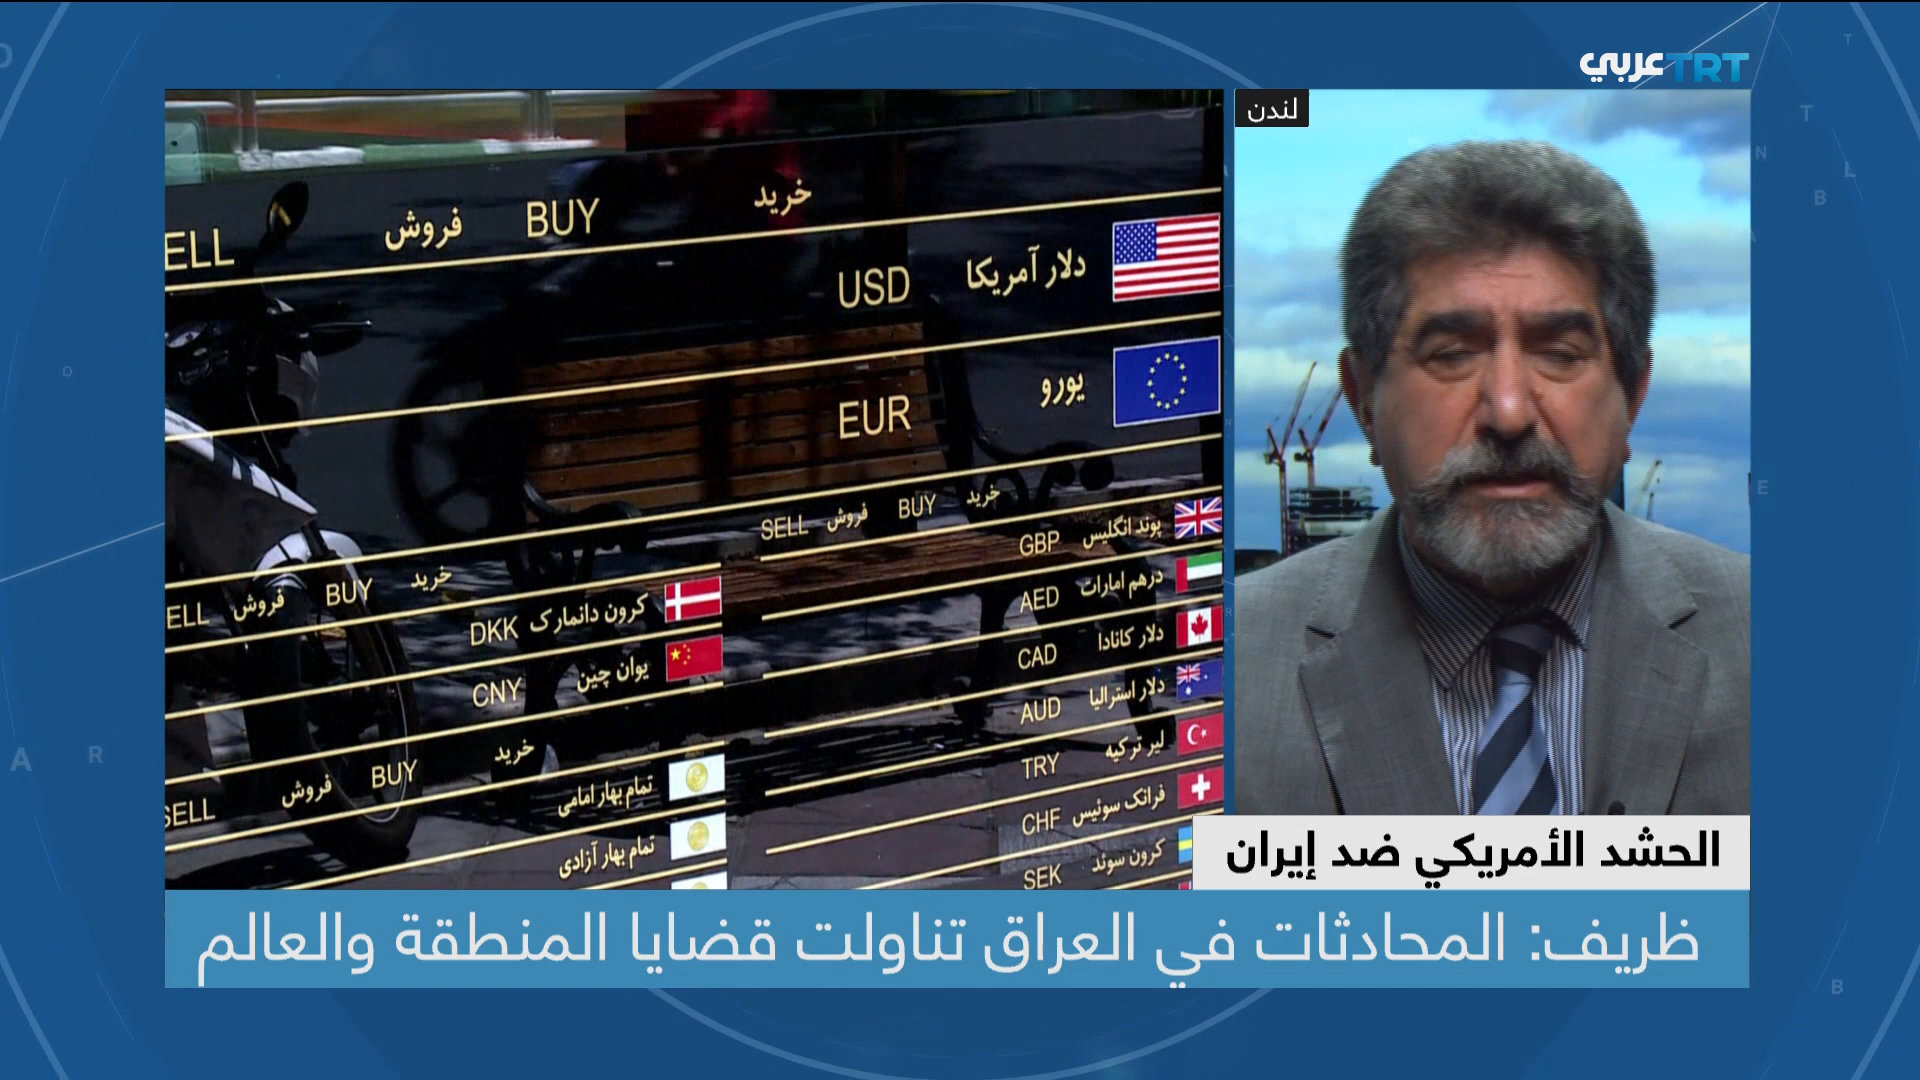 TRT عربي
لندن
خرید BUY فروش ELL
دلار آمریکا USD
یورو EUR
خرید BUY فروش SELL
پوند انگلیس GBP
درهم امارات AED
دلار کانادا CAD
دلار استرالیا AUD
لیر ترکیه TRY
فرانک سوئیس CHF
کرون سوئد SEK
خرید BUY فروش ELL
کرون دانمارک DKK
یوان چین CNY
خرید BUY فروش SELL
تمام بهار امامی
تمام بهار آزادی
الحشد الأمريكي ضد إيران
ظريف: المحادثات في العراق تناولت قضايا المنطقة والعالم